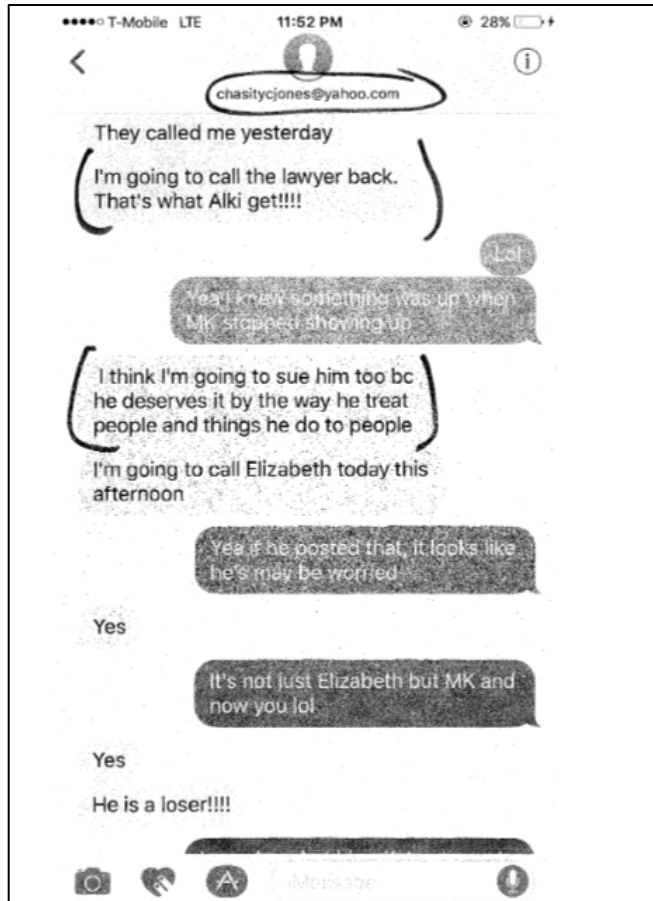 T-Mobile LTE 11:52 PM 28%
chasitycjones@yahoo.com
They called me yesterday
I'm going to call the lawyer back.
That's what Alki get!!!!
Lol
Yea I knew something was up when
MK stopped showing up
I think I'm going to sue him too bc
he deserves it by the way he treat
people and things he do to people
I'm going to call Elizabeth today this
afternoon
Yea if he posted that, it looks like
he's may be worried
Yes
It's not just Elizabeth but MK and
now you lol
Yes
He is a loser!!!!
iMessage